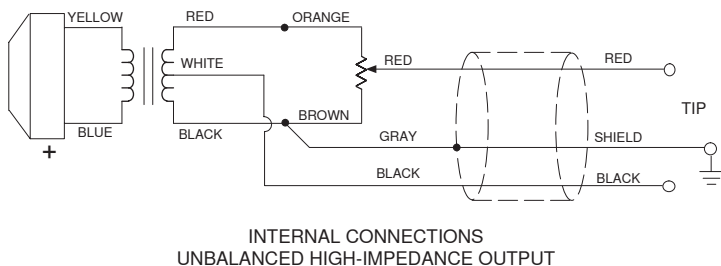 YELLOW
RED
ORANGE
WHITE
RED
RED
TIP
BLUE
BLACK
BROWN
+
GRAY
SHIELD
BLACK
BLACK
INTERNAL CONNECTIONS
UNBALANCED HIGH-IMPEDANCE OUTPUT